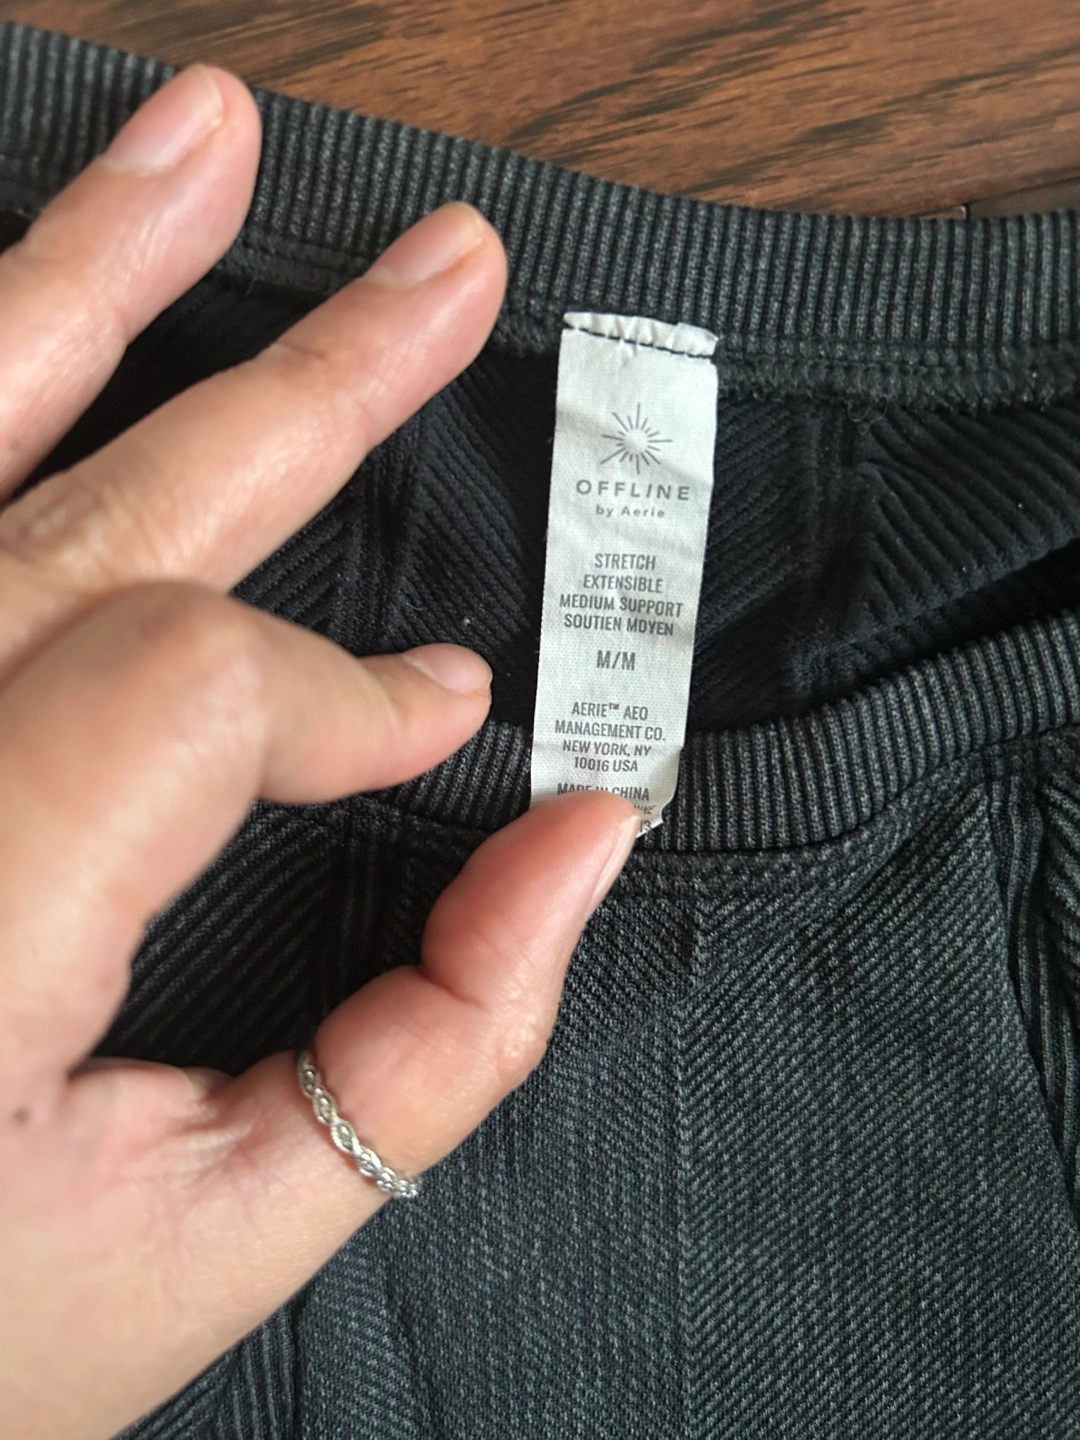 OFFLINE
by Aerie
STRETCH
EXTENSIBLE
MEDIUM SUPPORT
SOUTIEN MOYEN
M/M
AERIE™ AEO
MANAGEMENT CO.
NEW YORK, NY
10016 USA
MADE IN CHINA